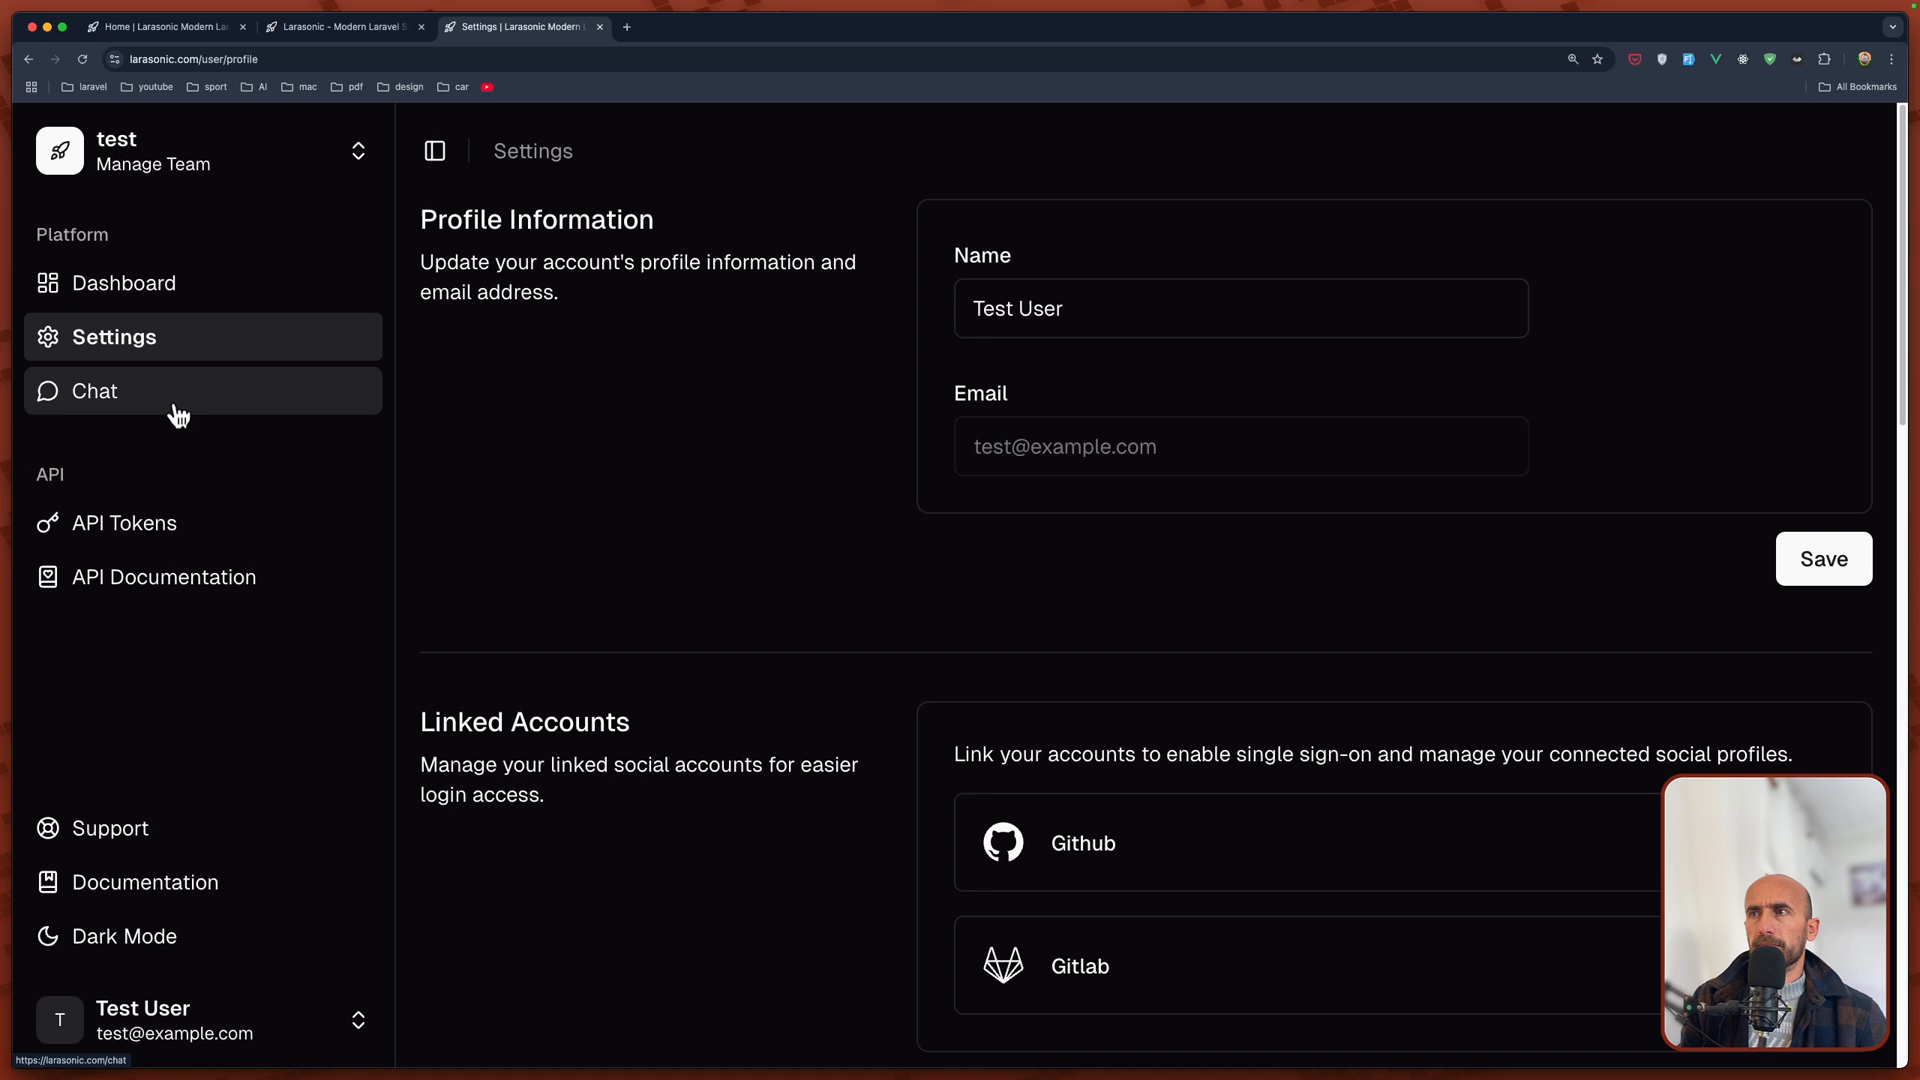 Home | Larasonic Modern La
Larasonic - Modern Laravel S
Settings | Larasonic Modern
larasonic.com/user/profile
laravel
youtube
sport
AI
mac
pdf
design
car
All Bookmarks
test
Manage Team
Settings
Platform
Dashboard
Settings
Chat
API
API Tokens
API Documentation
Support
Documentation
Dark Mode
T
Test User
test@example.com
https://larasonic.com/chat
Profile Information
Update your account's profile information and
email address.
Name
Test User
Email
test@example.com
Save
Linked Accounts
Manage your linked social accounts for easier
login access.
Link your accounts to enable single sign-on and manage your connected social profiles.
Github
Gitlab